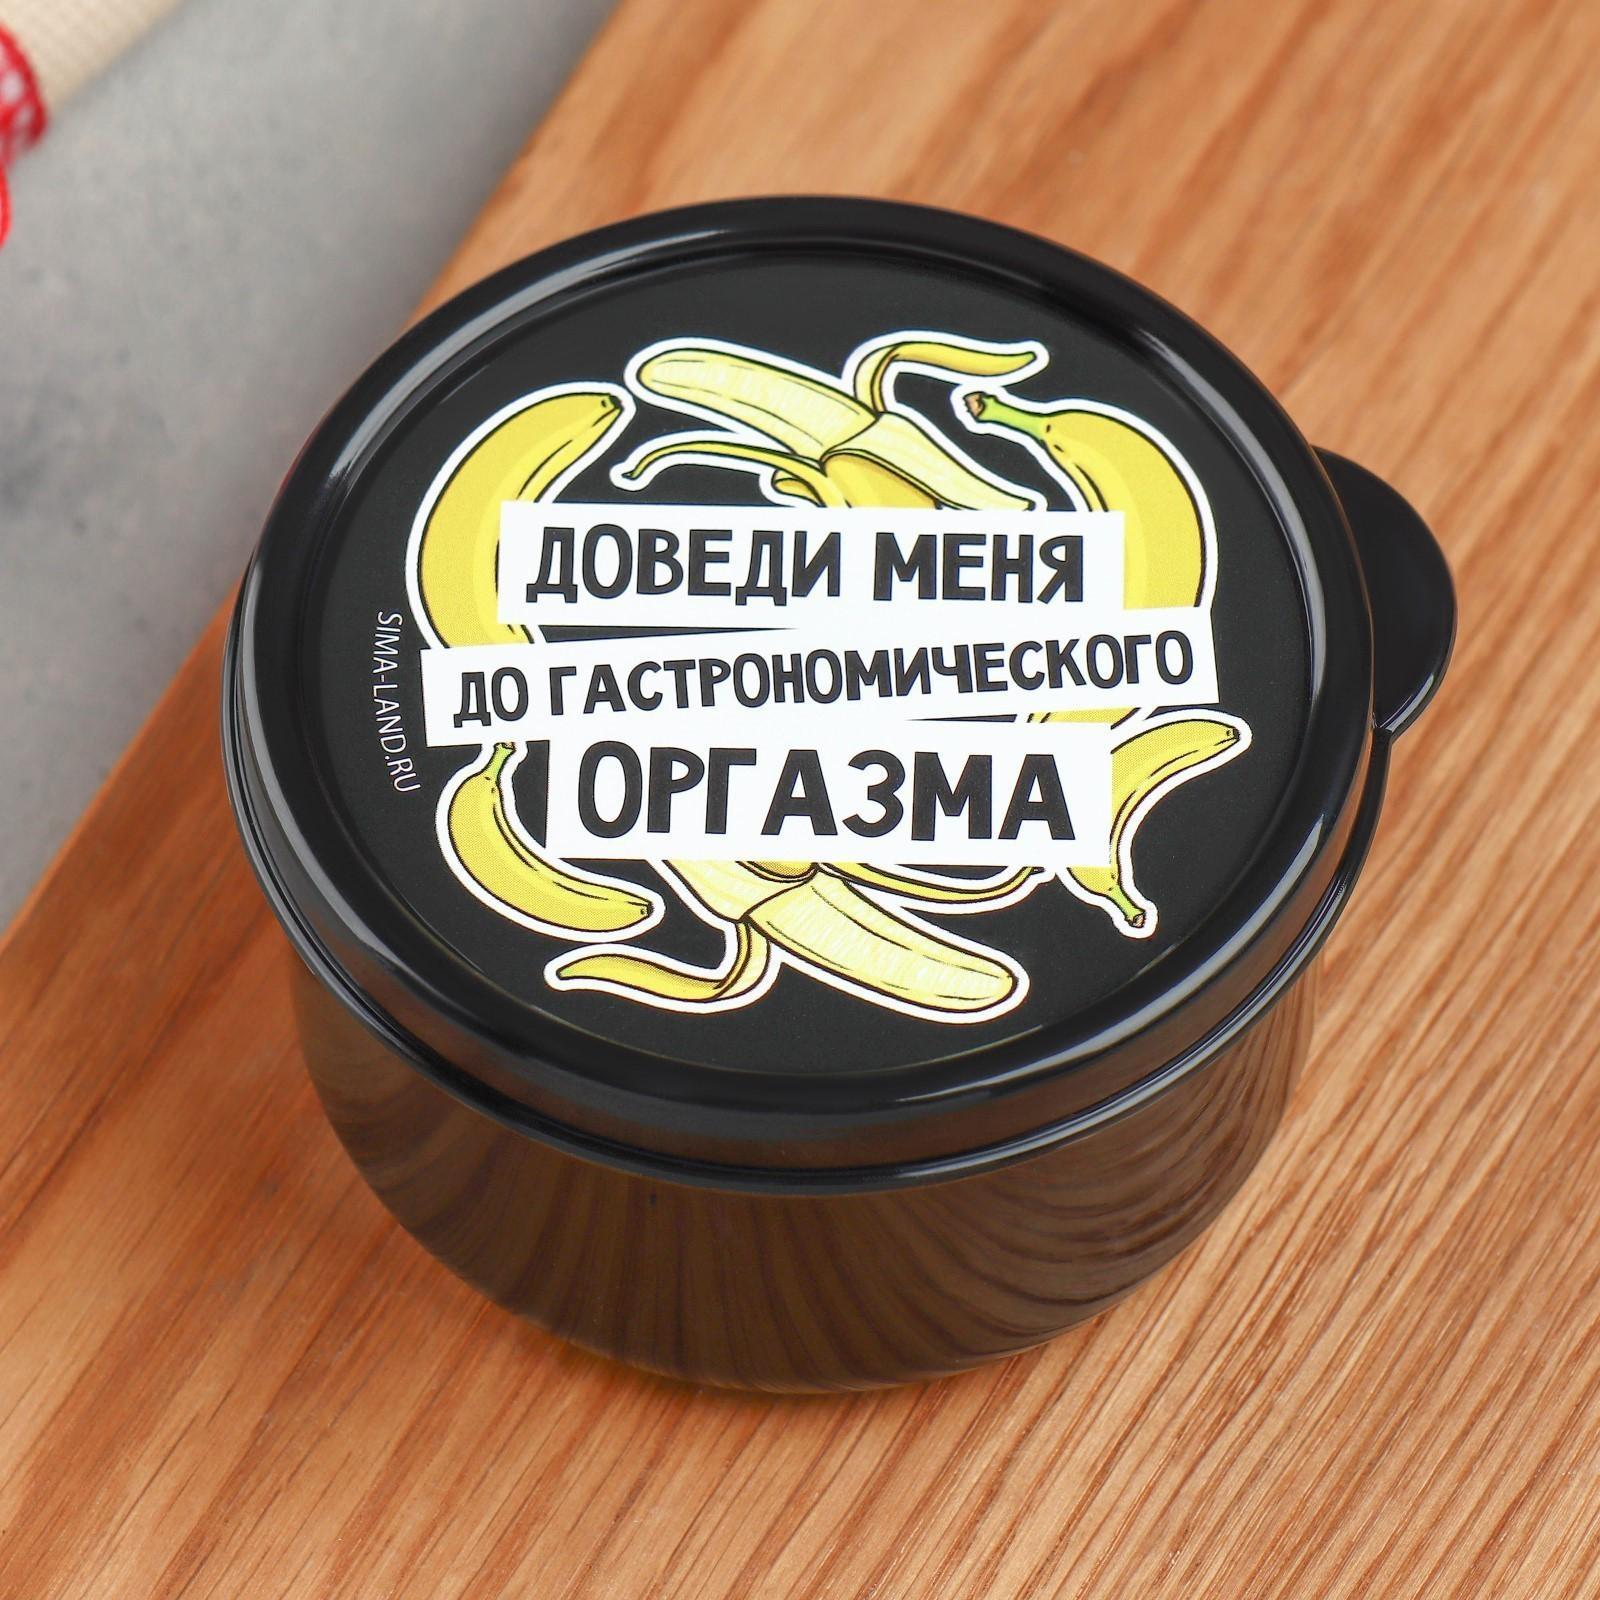 ДОВЕДИ МЕНЯ
ДО ГАСТРОНОМИЧЕСКОГО
ОРГАЗМА
SIMA-LAND.RU